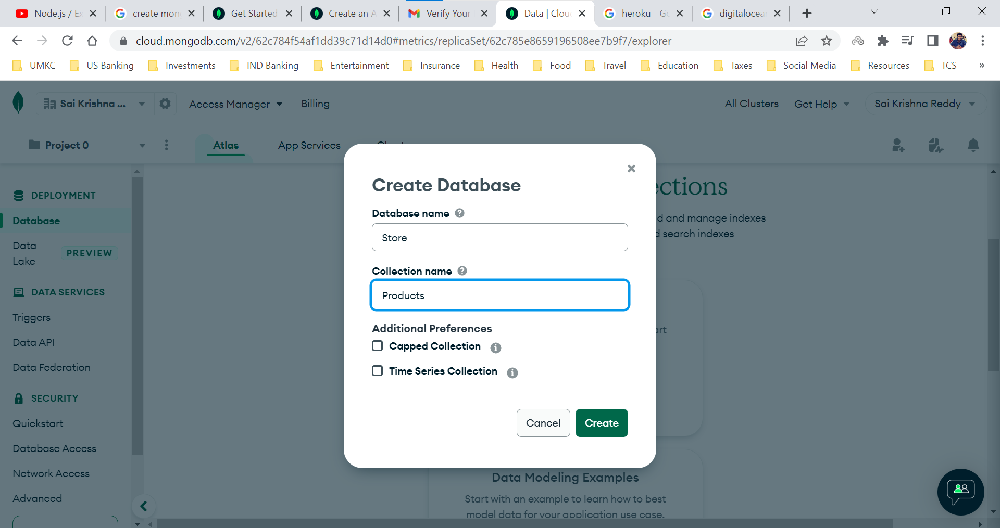 Node.js / Ex
create mon
Get Started
Create an A
Verify Your
Data | Clou
heroku - Go
digitalocean
cloud.mongodb.com/v2/62c784f54af1dd39c71d14d0#metrics/replicaSet/62c785e8659196508ee7b9f7/explorer
UMKC
US Banking
Investments
IND Banking
Entertainment
Insurance
Health
Food
Travel
Education
Taxes
Social Media
Resources
TCS
»
Sai Krishna ...
Access Manager
Billing
All Clusters
Get Help
Sai Krishna Reddy
Project 0
Atlas
App Services
DEPLOYMENT
Database
Data
Lake
PREVIEW
DATA SERVICES
Triggers
Data API
Data Federation
SECURITY
Quickstart
Database Access
Network Access
Advanced
ections
d and manage indexes
d search indexes
art
Create Database
Database name
Store
Collection name
Products
Additional Preferences
Capped Collection
Time Series Collection
Cancel
Create
Data Modeling Examples
Start with an example to learn how to best
model data for your application use case.